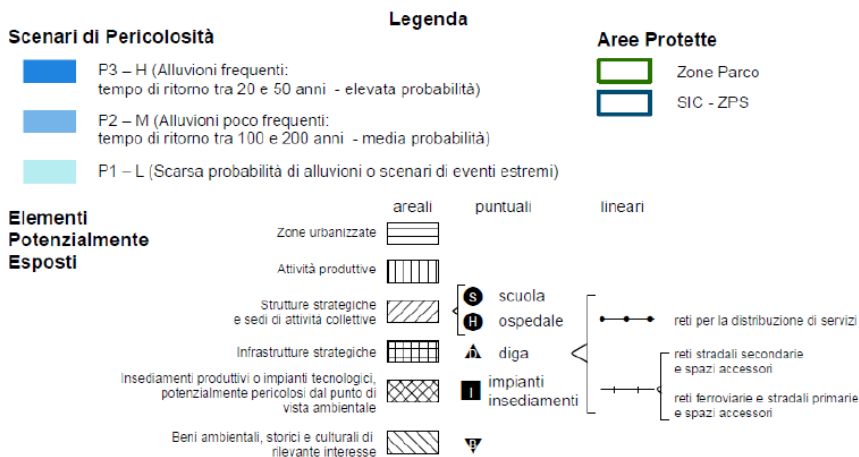 Legenda
Scenari di Pericolosità
P3 – H (Alluvioni frequenti:
tempo di ritorno tra 20 e 50 anni - elevata probabilità)
P2 – M (Alluvioni poco frequenti:
tempo di ritorno tra 100 e 200 anni - media probabilità)
P1 – L (Scarsa probabilità di alluvioni o scenari di eventi estremi)
Aree Protette
Zone Parco
SIC - ZPS
Elementi
Potenzialmente
Esposti
areali
puntuali
lineari
Zone urbanizzate
Attività produttive
Strutture strategiche
e sedi di attività collettive
Infrastrutture strategiche
Insediamenti produttivi o impianti tecnologici,
potenzialmente pericolosi dal punto di
vista ambientale
Beni ambientali, storici e culturali di
rilevante interesse
S scuola
H ospedale
D diga
I impianti
insediamenti
B
reti per la distribuzione di servizi
reti stradali secondarie
e spazi accessori
reti ferroviarie e stradali primarie
e spazi accessori